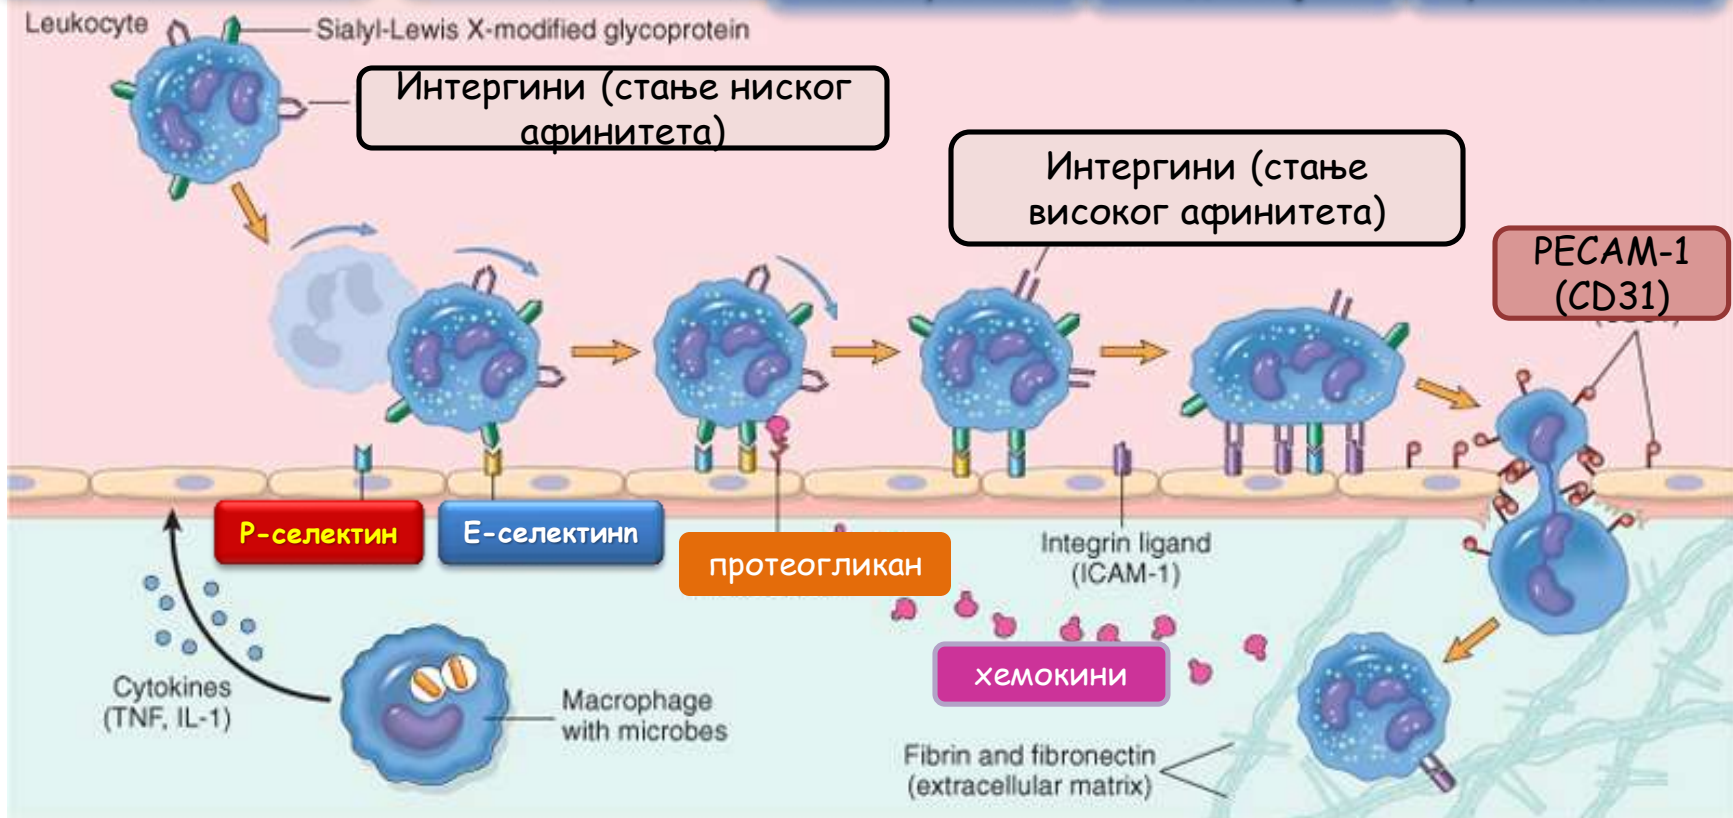 Leukocyte
Sialyl-Lewis X-modified glycoprotein
Интергини (стање ниског
афинитета)
Интергини (стање
високог афинитета)
PECAM-1
(CD31)
P-селектин
E-селектинn
протеогликан
Integrin ligand
(ICAM-1)
хемокини
Cytokines
(TNF, IL-1)
Macrophage
with microbes
Fibrin and fibronectin
(extracellular matrix)